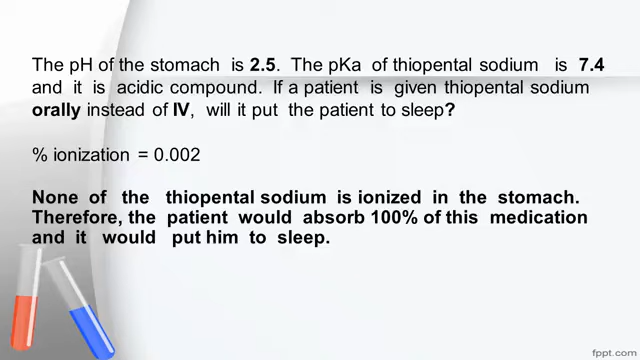 The pH of the stomach is 2.5. The pKa of thiopental sodium is 7.4
and it is acidic compound. If a patient is given thiopental sodium
orally instead of IV, will it put the patient to sleep?
% ionization = 0.002
None of the thiopental sodium is ionized in the stomach.
Therefore, the patient would absorb 100% of this medication
and it would put him to sleep.
fppt.com